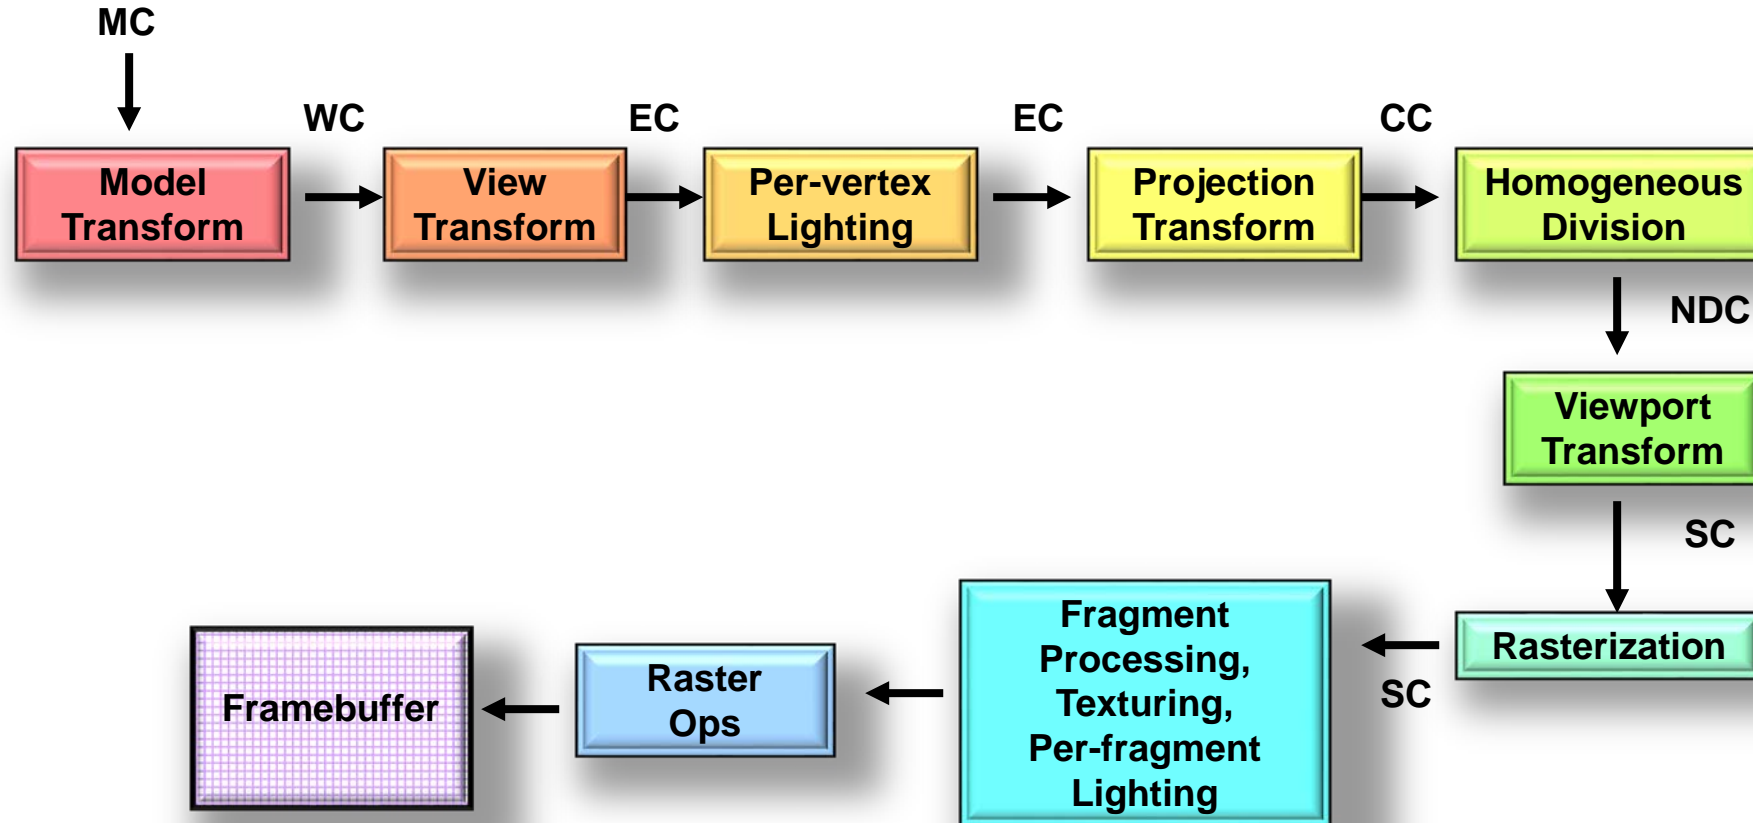 MC
WC
EC
EC
CC
Model
Transform
View
Transform
Per-vertex
Lighting
Projection
Transform
Homogeneous
Division
NDC
Viewport
Transform
SC
Rasterization
SC
Fragment
Processing,
Texturing,
Per-fragment
Lighting
Raster
Ops
Framebuffer